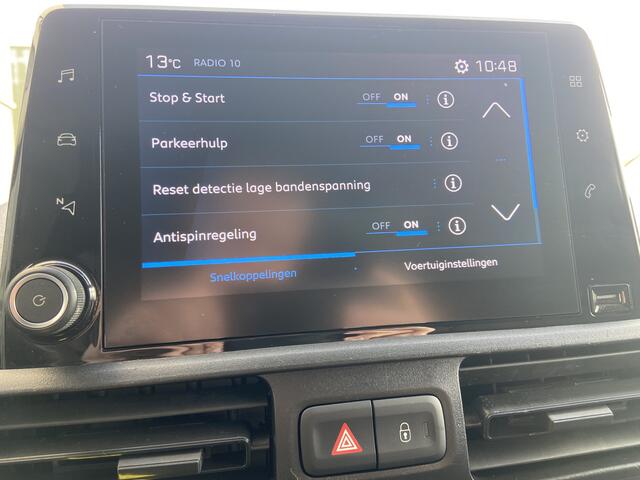 13°C RADIO 10 10:48
Stop & Start OFF ON
Parkeerhulp OFF ON
Reset detectie lage bandenspanning
Antispinregeling OFF ON
Snelkoppelingen Voertuiginstellingen
N